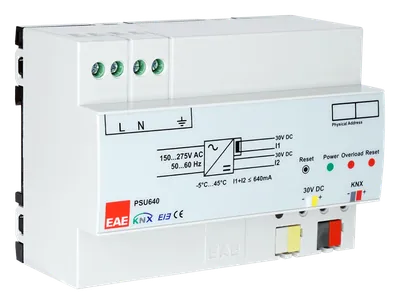 L N
Physical Address
150...275V AC
50...60 Hz
30V DC
I1
30V DC
I2
-5°C...45°C I1+I2 ≤ 640mA
Reset
Power Overload Reset
30V DC
- +
KNX
- +
PSU640
EAE KNX EIB CE
EAE